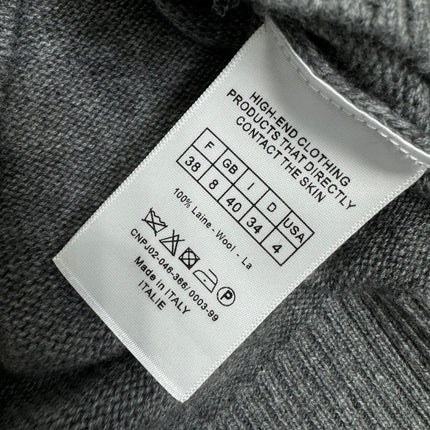 HIGH-END CLOTHING
PRODUCTS THAT DIRECTLY
CONTACT THE SKIN
F GB I D USA
38 8 40 34 4
100% Laine - Wool - La
P
CNPJ02-046-366/ 0003-99
Made in ITALY
ITALIE